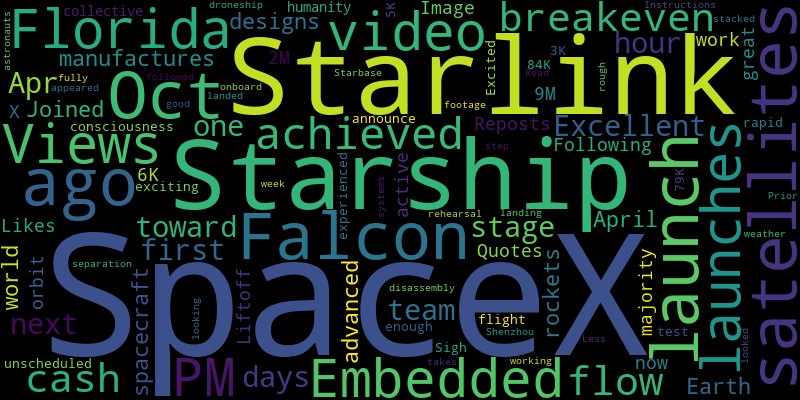 astronauts
collective
droneship
humanity
5K
Image
Instructions
stacked
Florida
designs
video
breakeven
satellites
manufactures
2M
Starlink
Excited
hour
work
great
3K
84K
Read
rough
Apr
fully
appeared
Oct
followed
Starbase
good
onboard
landed
9M
footage
X
Joined
announce
Reposts
Excellent
rapid
consciousness
one
achieved
Views
Following
step
launch
launches
ago
6K
exciting
Starship
week
experienced
systems
active
79K
Prior
Likes
toward
rehearsal
landing
April
stage
weather
Falcon
first
Quotes
world
orbit
separation
SpaceX
spacecraft
looking
Liftoff
advanced
disassembly
rockets
majority
next
team
enough
flight
Shenzhou
test
Less
looked
Sigh
now
unscheduled
takes
working
cash
PM
days
Embedded
flow
Earth